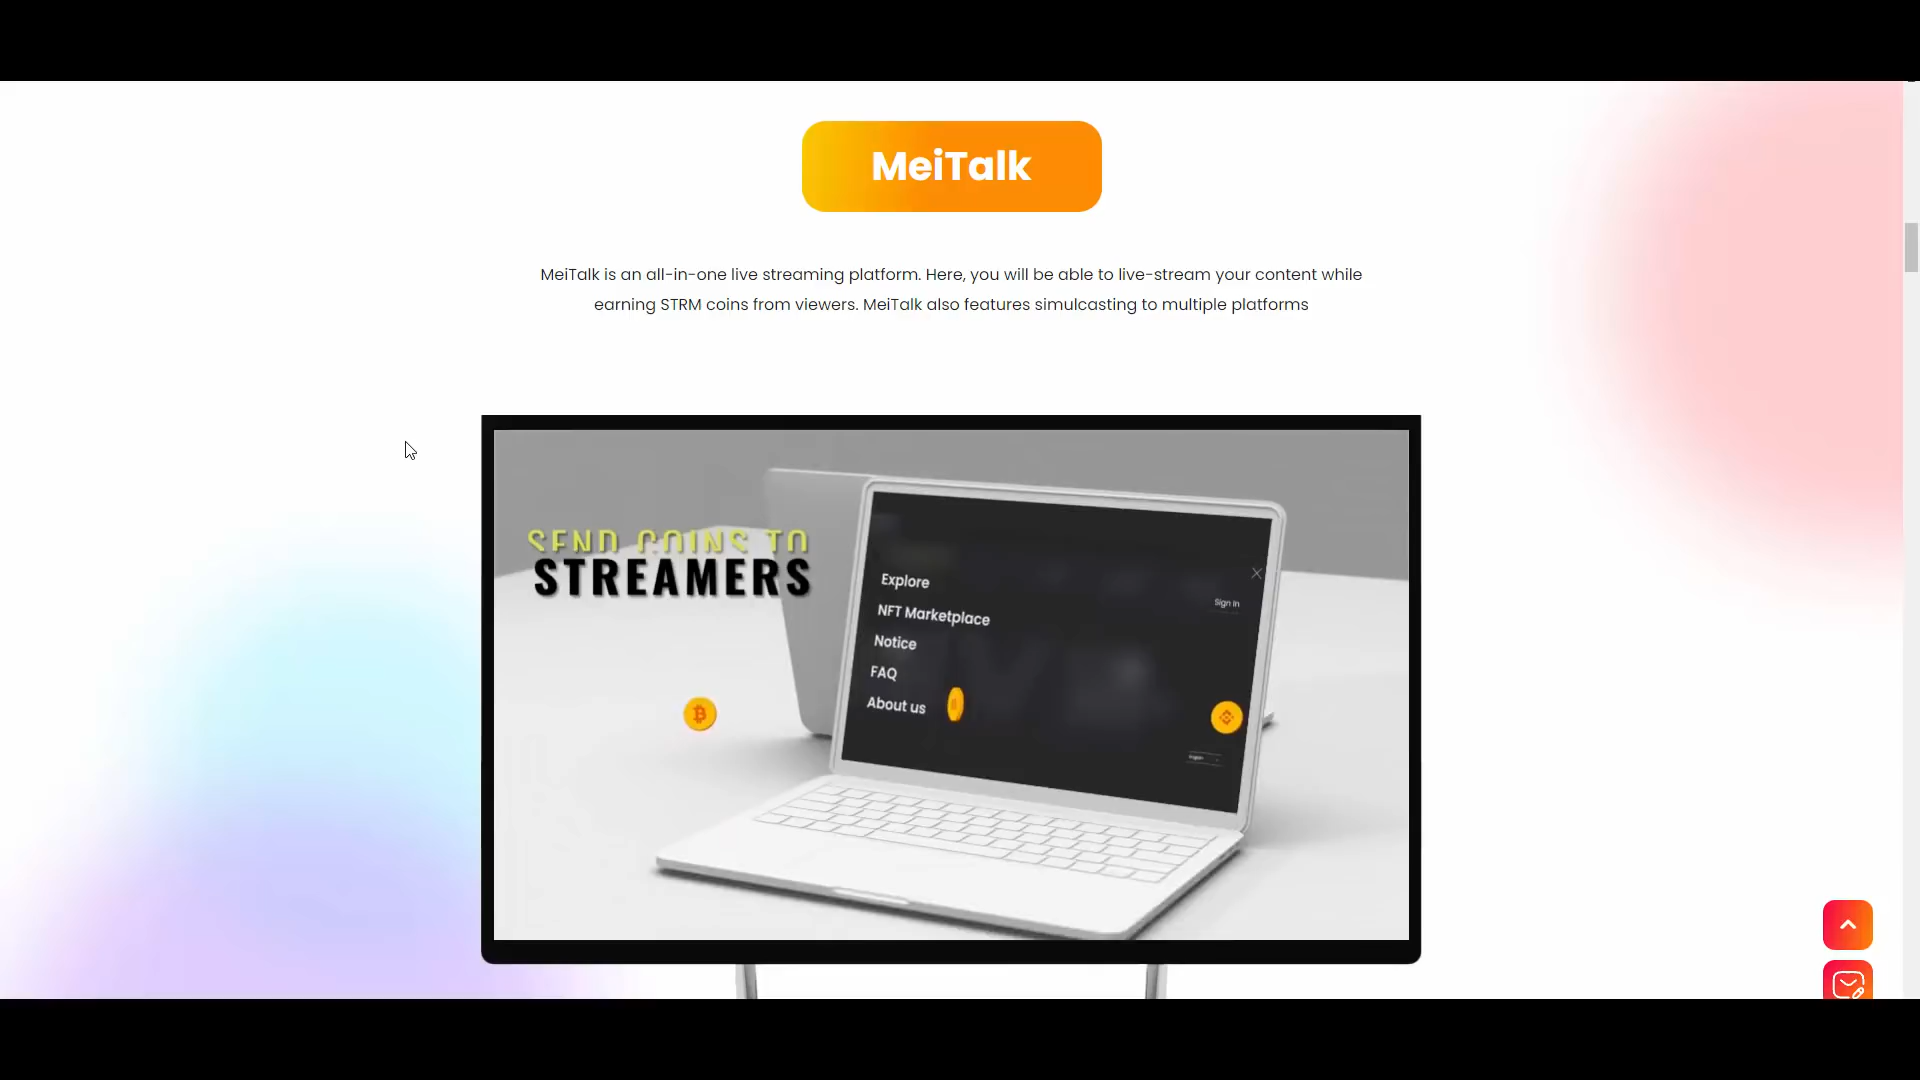 MeiTalk
MeiTalk is an all-in-one live streaming platform. Here, you will be able to live-stream your content while
earning STRM coins from viewers. MeiTalk also features simulcasting to multiple platforms
SEND COINS TO
STREAMERS
Explore
NFT Marketplace
Notice
FAQ
About us
Sign In